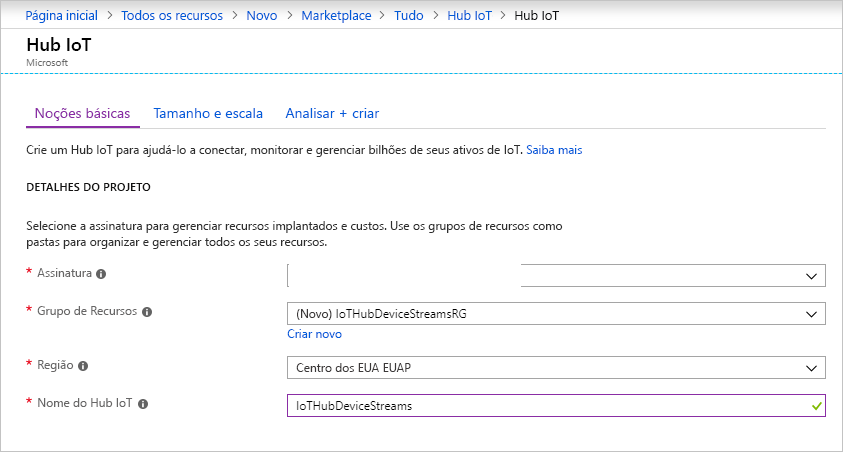 Página inicial > Todos os recursos > Novo > Marketplace > Tudo > Hub IoT > Hub IoT
Hub IoT
Microsoft
Noções básicas Tamanho e escala Analisar + criar
Crie um Hub IoT para ajudá-lo a conectar, monitorar e gerenciar bilhões de seus ativos de IoT. Saiba mais
DETALHES DO PROJETO
Selecione a assinatura para gerenciar recursos implantados e custos. Use os grupos de recursos como
pastas para organizar e gerenciar todos os seus recursos.
* Assinatura
* Grupo de Recursos
(Novo) IoTHubDeviceStreamsRG
Criar novo
* Região
Centro dos EUA EUAP
* Nome do Hub IoT
IoTHubDeviceStreams